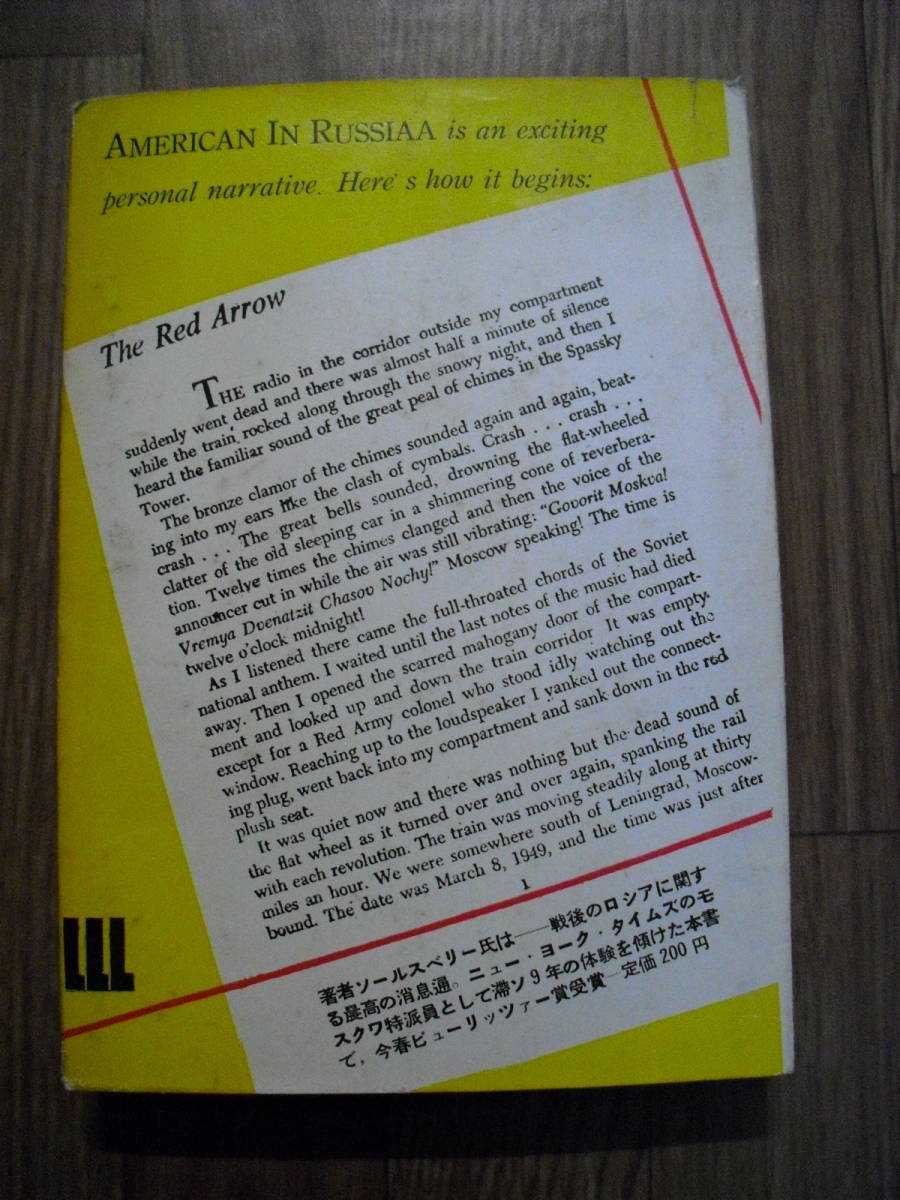 AMERICAN IN RUSSIAA is an exciting
personal narrative. Here's how it begins:
The Red Arrow
THE radio in the corridor outside my compartment
suddenly went dead and there was almost half a minute of silence
while the train rocked along through the snowy night, and then I
heard the familiar sound of the great peal of chimes in the Spassky
Tower.
The bronze clamor of the chimes sounded again and again, beat-
ing into my ears like the clash of cymbals. Crash . . . crash . . .
crash . . . The great bells sounded, drowning the flat-wheeled
clatter of the old sleeping car in a shimmering cone of reverbera-
tion. Twelve times the chimes clanged and then the voice of the
announcer cut in while the air was still vibrating: "Govorit Moskva!
Vremya Dvenatzit Chasov Nochy!" Moscow speaking! The time is
twelve o'clock midnight!
As I listened there came the full-throated chords of the Soviet
national anthem. I waited until the last notes of the music had died
away. Then I opened the scarred mahogany door of the compart-
ment and looked up and down the train corridor It was empty
except for a Red Army colonel who stood idly watching out the
window. Reaching up to the loudspeaker I yanked out the connect-
ing plug, went back into my compartment and sank down in the red
plush seat.
It was quiet now and there was nothing but the dead sound of
the flat wheel as it turned over and over again, spanking the rail
with each revolution. The train was moving steadily along at thirty
miles an hour. We were somewhere south of Leningrad, Moscow-
bound. The date was March 8, 1949, and the time was just after
1
著者ソールスベリー氏は――戦後のロシアに関す
る最高の消息通。ニュー・ヨーク・タイムズのモ
スクワ特派員として滞ソ9年の体験を傾けた本書
で，今春ピューリッツァー賞受賞―定価200円
LLL